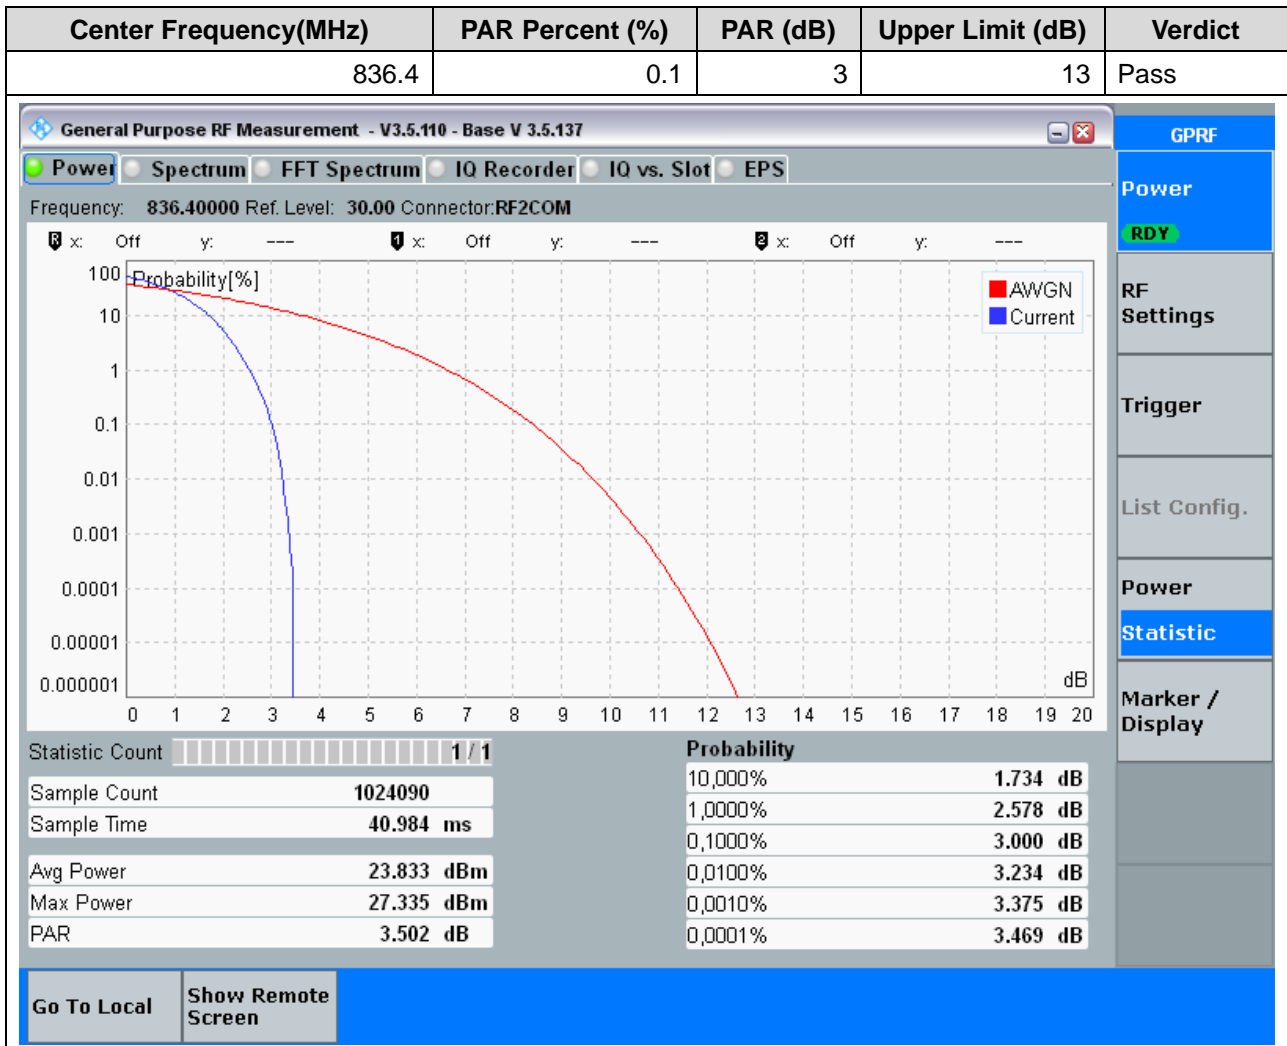 Center Frequency(MHz) PAR Percent (%) PAR (dB) Upper Limit (dB) Verdict
836.4 0.1 3 13 Pass
General Purpose RF Measurement - V3.5.110 - Base V 3.5.137
GPRF
Power Spectrum FFT Spectrum IQ Recorder IQ vs. Slot EPS
Frequency: 836.40000 Ref. Level: 30.00 Connector:RF2COM
R x: Off y: --- 1 x: Off y: --- 2 x: Off y: ---
Probability[%]
AWGN
Current
100
10
1
0.1
0.01
0.001
0.0001
0.00001
0.000001
dB
0 1 2 3 4 5 6 7 8 9 10 11 12 13 14 15 16 17 18 19 20
Statistic Count 1 / 1
Sample Count 1024090
Sample Time 40.984 ms
Avg Power 23.833 dBm
Max Power 27.335 dBm
PAR 3.502 dB
Probability
10,000% 1.734 dB
1,0000% 2.578 dB
0,1000% 3.000 dB
0,0100% 3.234 dB
0,0010% 3.375 dB
0,0001% 3.469 dB
Power
RDY
RF
Settings
Trigger
List Config.
Power
Statistic
Marker /
Display
Go To Local
Show Remote
Screen